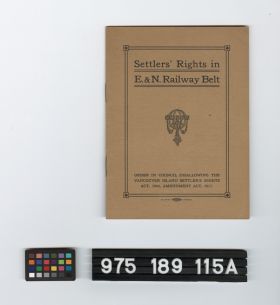 Settlers' Rights in
E. & N. Railway Belt
ORDER IN COUNCIL DISALLOWING THE
VANCOUVER ISLAND SETTLERS' RIGHTS
ACT, 1904, AMENDMENT ACT, 1917
975 189 115A